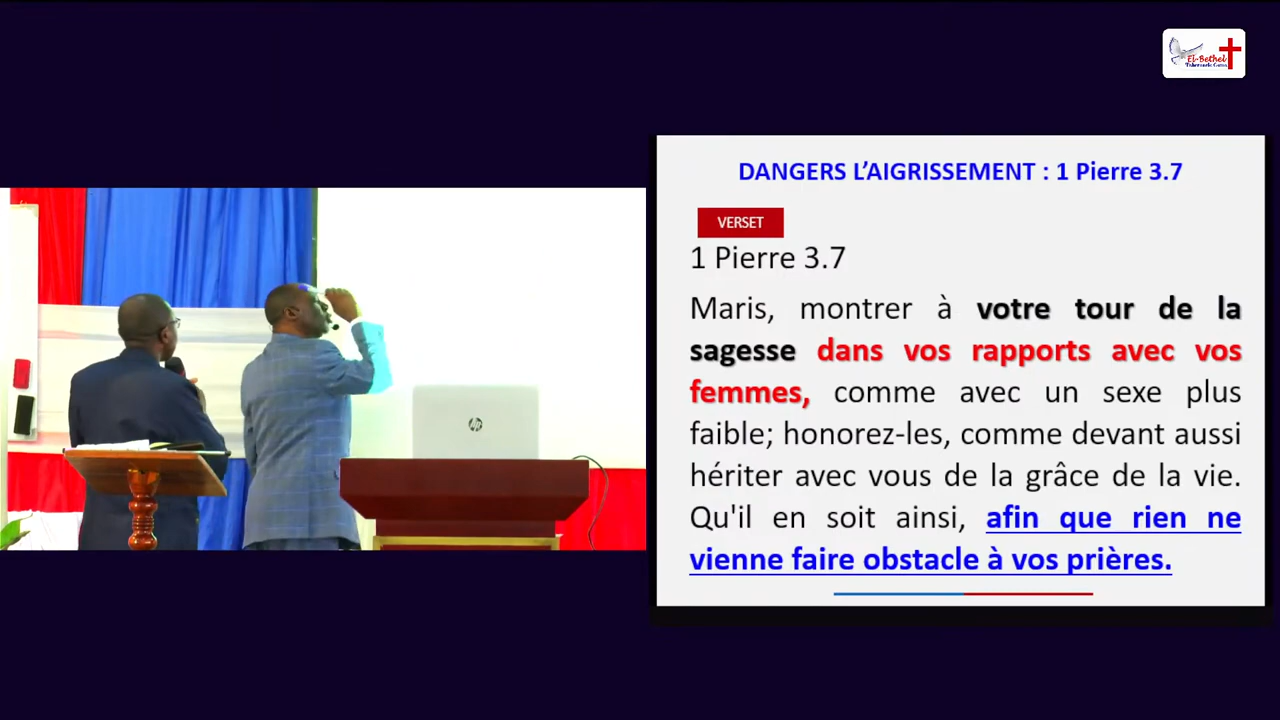 El-Bethel
DANGERS L’AIGRISSEMENT : 1 Pierre 3.7
VERSET
1 Pierre 3.7
Maris, montrer à votre tour de la
sagesse dans vos rapports avec vos
femmes, comme avec un sexe plus
faible; honorez-les, comme devant aussi
hériter avec vous de la grâce de la vie.
Qu'il en soit ainsi, afin que rien ne
vienne faire obstacle à vos prières.
hp